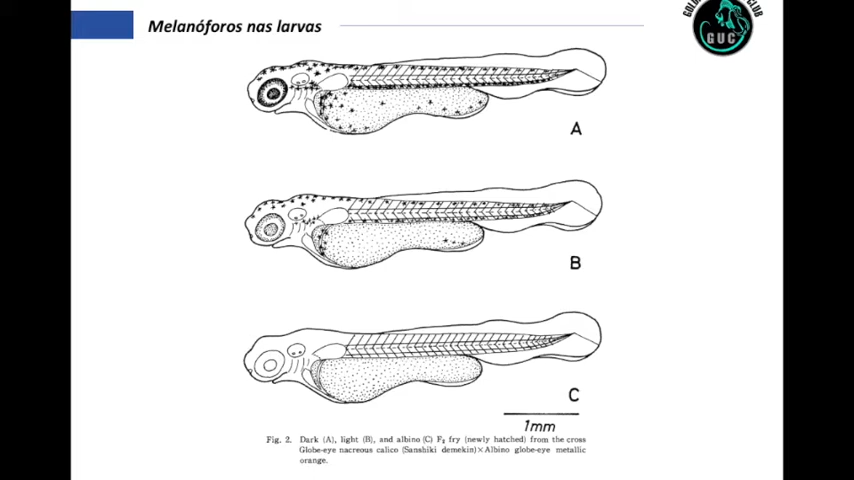 Melanóforos nas larvas
CLUB
GUC
A
B
C
1mm
Fig. 2. Dark (A), light (B), and albino (C) F₂ fry (newly hatched) from the cross
Globe-eye nacreous calico (Sanshiki demekin)×Albino globe-eye metallic
orange.